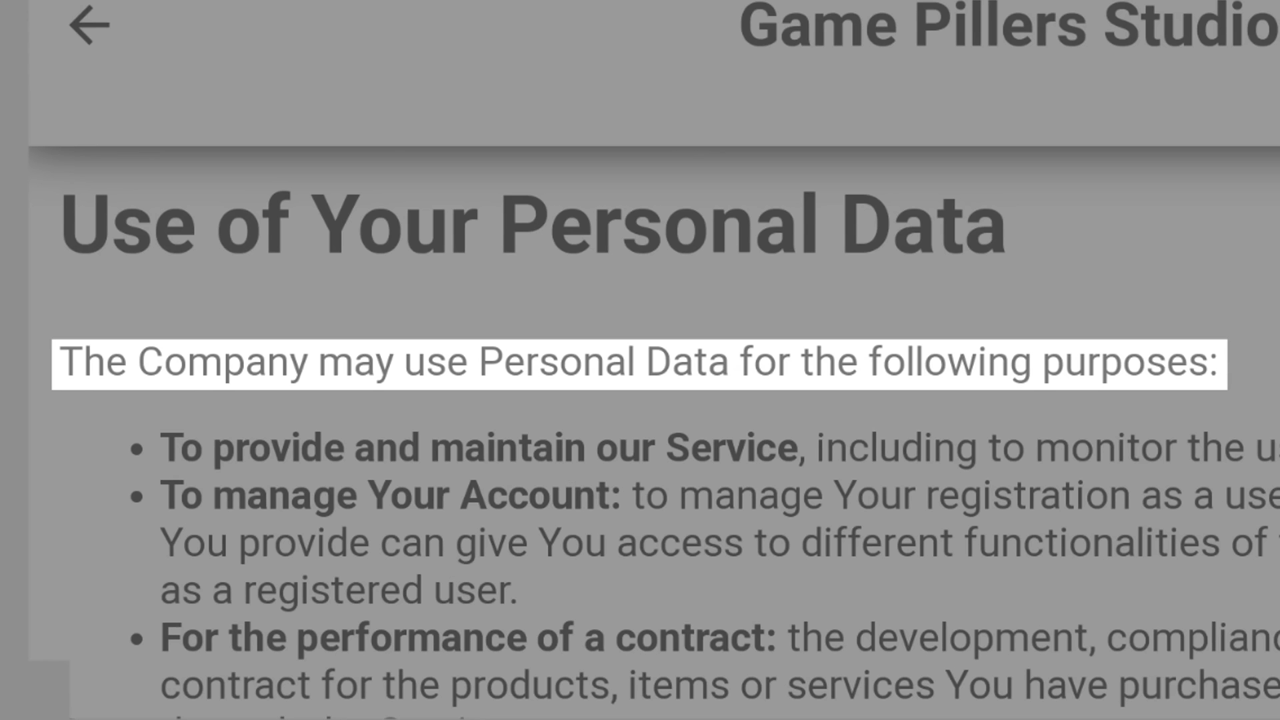 Game Pillers Studio
Use of Your Personal Data
The Company may use Personal Data for the following purposes:
• To provide and maintain our Service, including to monitor the
• To manage Your Account: to manage Your registration as a
You provide can give You access to different functionalities of
as a registered user.
• For the performance of a contract: the development,
contract for the products, items or services You have